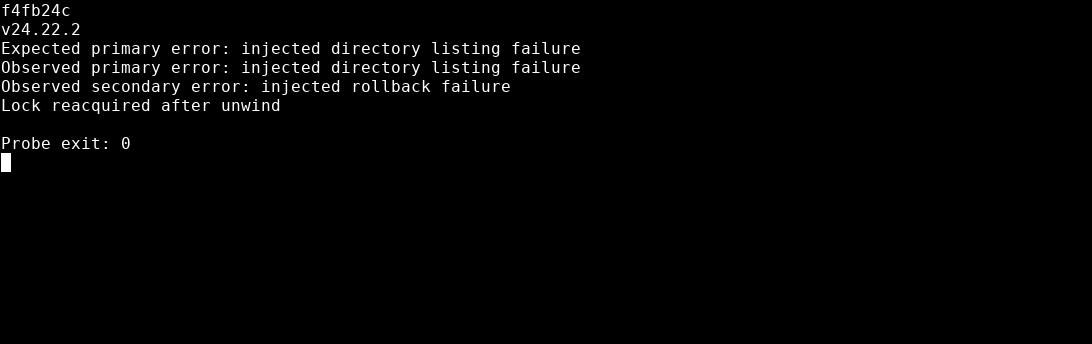 f4fb24c
v24.22.2
Expected primary error: injected directory listing failure
Observed primary error: injected directory listing failure
Observed secondary error: injected rollback failure
Lock reacquired after unwind
Probe exit: 0